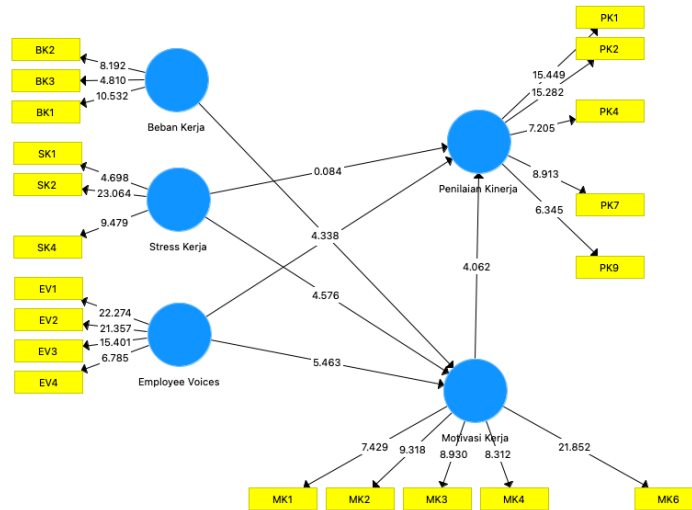 PK1
BK2
PK2
8.192
BK3
4.810
15.449
10.532
15.282
BK1
PK4
7.205
Beban Kerja
SK1
4.698
SK2
23.064
0.084
8.913
Penilaian Kinerja
9.479
6.345
PK7
Stress Kerja
4.338
SK4
PK9
4.062
EV1
4.576
22.274
EV2
21.357
EV3
15.401
5.463
6.785
EV4
Employee Voices
Motivasi Kerja
7.429
9.318
8.930
8.312
21.852
MK1
MK2
MK3
MK4
MK6